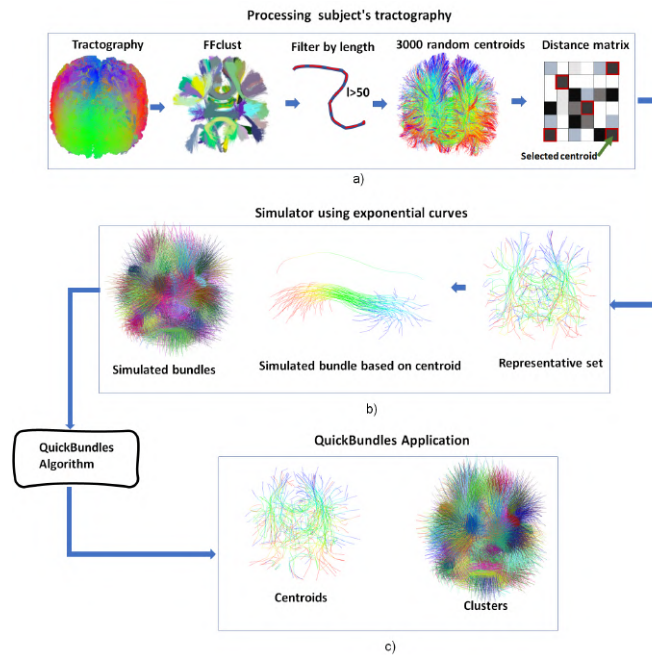 Processing subject's tractography
Tractography
FFclust
Filter by length
3000 random centroids
Distance matrix
l>50
Selected centroid
a)
Simulator using exponential curves
Simulated bundles
Simulated bundle based on centroid
Representative set
b)
QuickBundles
Algorithm
QuickBundles Application
Centroids
Clusters
c)